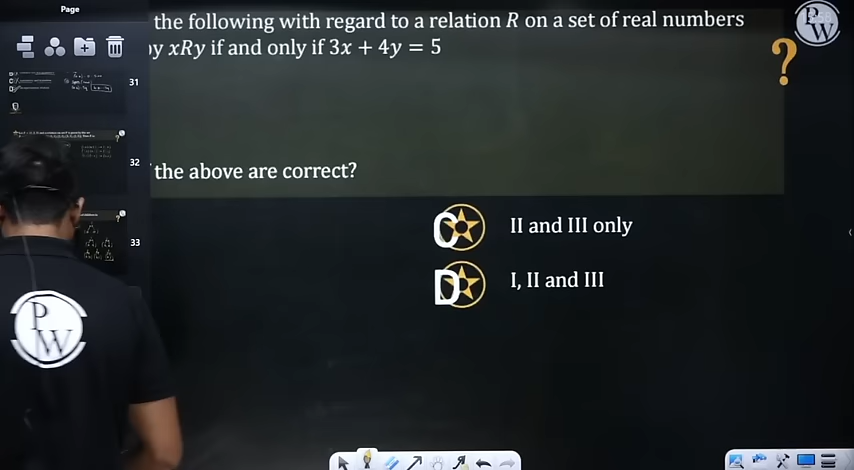 Page
the following with regard to a relation R on a set of real numbers
by xRy if and only if 3x + 4y = 5
?
the above are correct?
C II and III only
D I, II and III
31
32
33
P
W
P
W